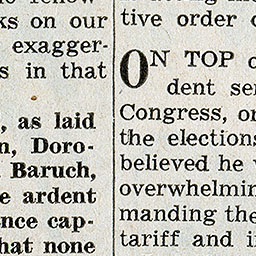 ks on our
exagger-
s in that
, as laid
n, Doro-
Baruch,
e ardent
nce cap-
hat none
tive order
ON TOP
dent se
Congress, or
the elections
believed he
overwhelmin
manding the
tariff and i